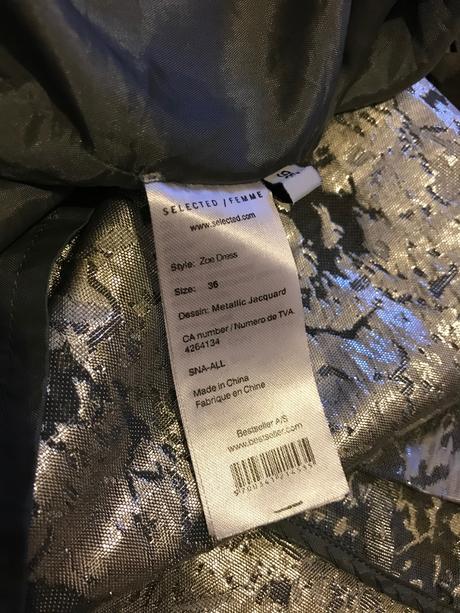 SELECTED / FEMME
www.selected.com
Style: Zoe Dress
Size: 36
Dessin: Metallic Jacquard
CA number / Numero de TVA
4264134
SNA-ALL
Made in China
Fabrique en Chine
Bestseller A/S
www.bestseller.com